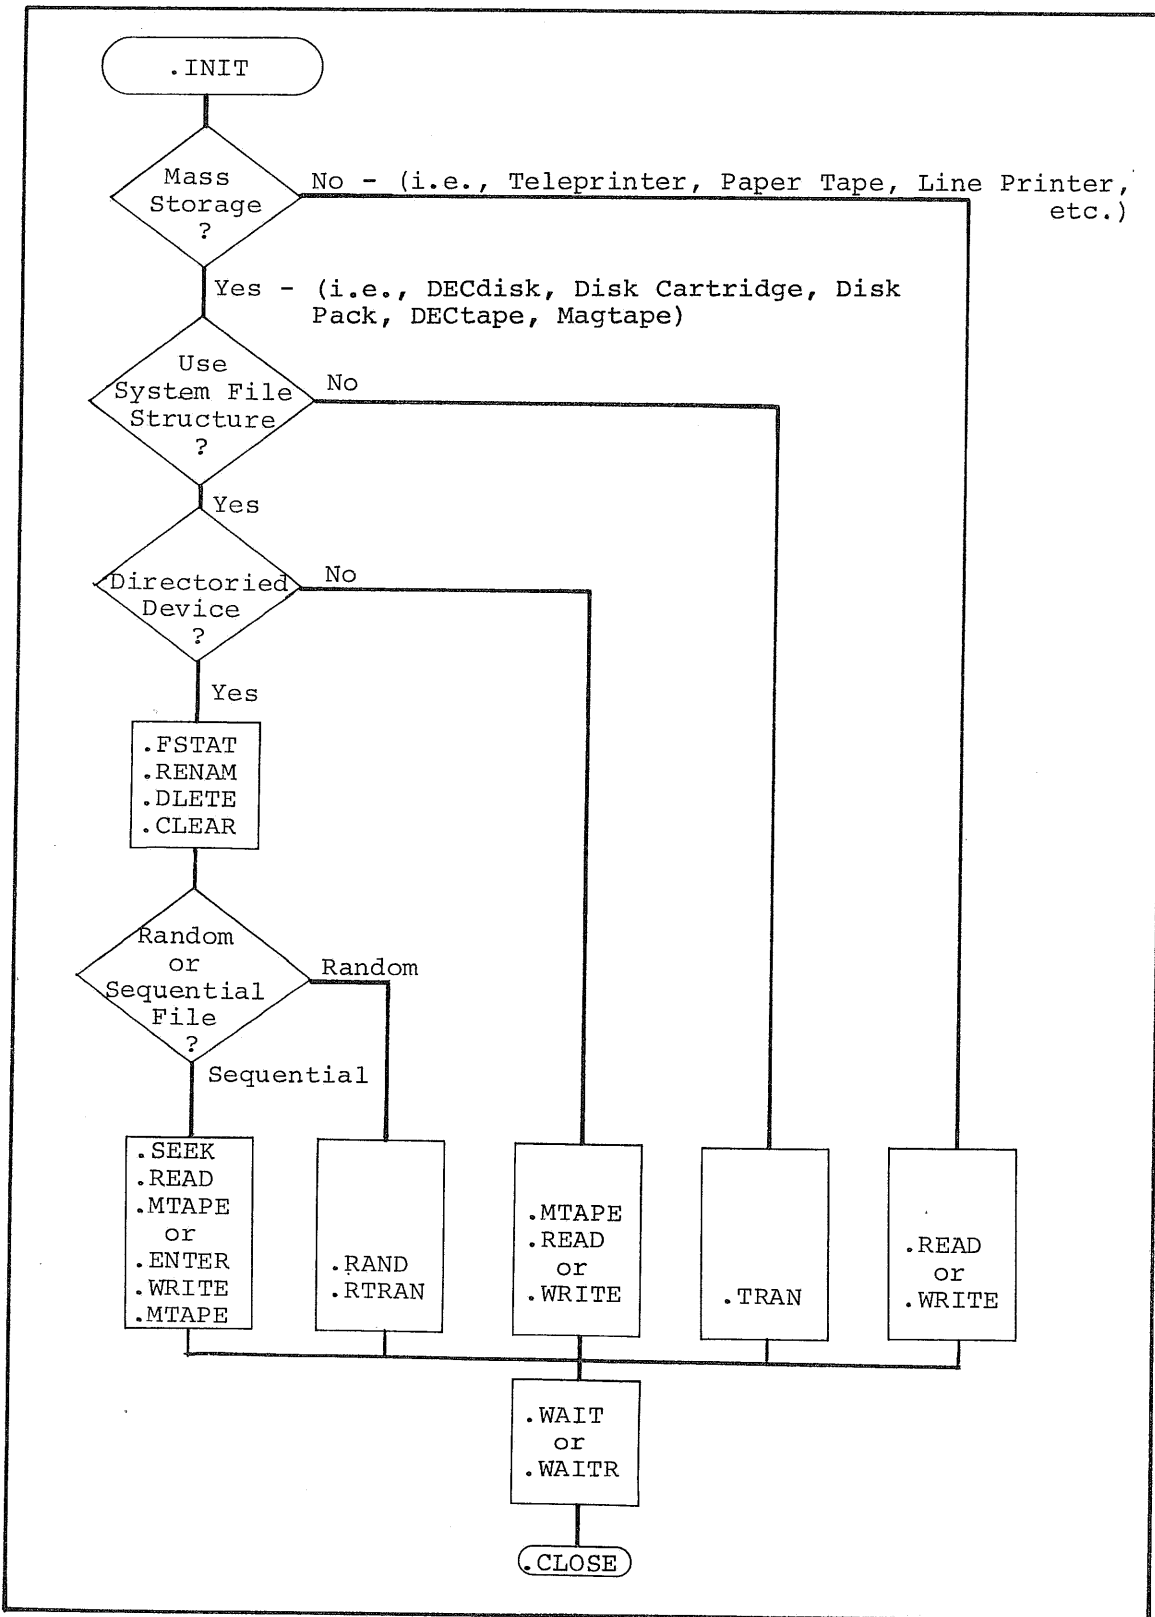 .INIT
Mass
Storage
?
No - (i.e., Teleprinter, Paper Tape, Line Printer,
etc.)
Yes - (i.e., DECdisk, Disk Cartridge, Disk
Pack, DECtape, Magtape)
Use
System File
Structure
?
No
Yes
Directoried
Device
?
No
Yes
.FSTAT
.RENAM
.DLETE
.CLEAR
Random
or
Sequential
File
?
Random
Sequential
.SEEK
.READ
.MTAPE
or
.ENTER
.WRITE
.MTAPE
.RAND
.RTRAN
.MTAPE
.READ
or
.WRITE
.TRAN
.READ
or
.WRITE
.WAIT
or
.WAITR
.CLOSE